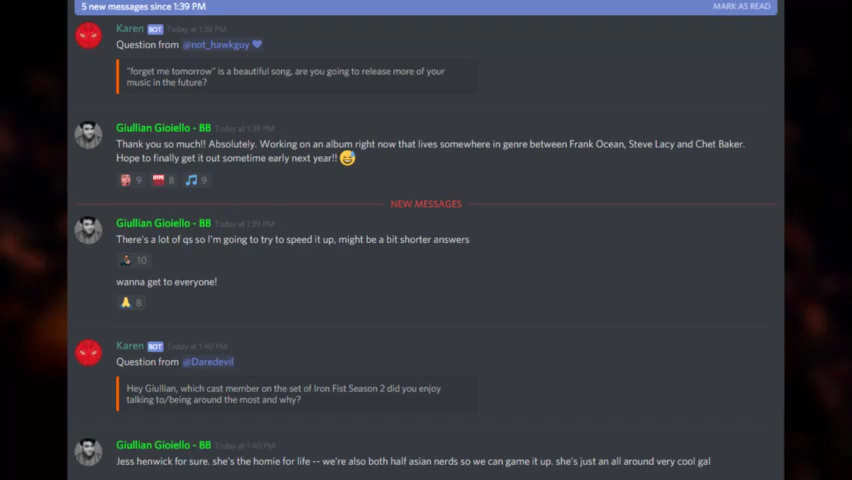 5 new messages since 1:39 PM MARK AS READ
Karen BOT Today at 1:38 PM
Question from @not_hawkguy 💙
"forget me tomorrow" is a beautiful song, are you going to release more of your
music in the future?
Giullian Gioiello - BB Today at 1:39 PM
Thank you so much!! Absolutely. Working on an album right now that lives somewhere in genre between Frank Ocean, Steve Lacy and Chet Baker.
Hope to finally get it out sometime early next year!! 😅
9 HYPE 8 🎵 9
NEW MESSAGES
Giullian Gioiello - BB Today at 1:39 PM
There's a lot of qs so I'm going to try to speed it up, might be a bit shorter answers
10
wanna get to everyone!
🙏 8
Karen BOT Today at 1:40 PM
Question from @Daredevil
Hey Giullian, which cast member on the set of Iron Fist Season 2 did you enjoy
talking to/being around the most and why?
Giullian Gioiello - BB Today at 1:40 PM
Jess henwick for sure. she's the homie for life -- we're also both half asian nerds so we can game it up. she's just an all around very cool gal